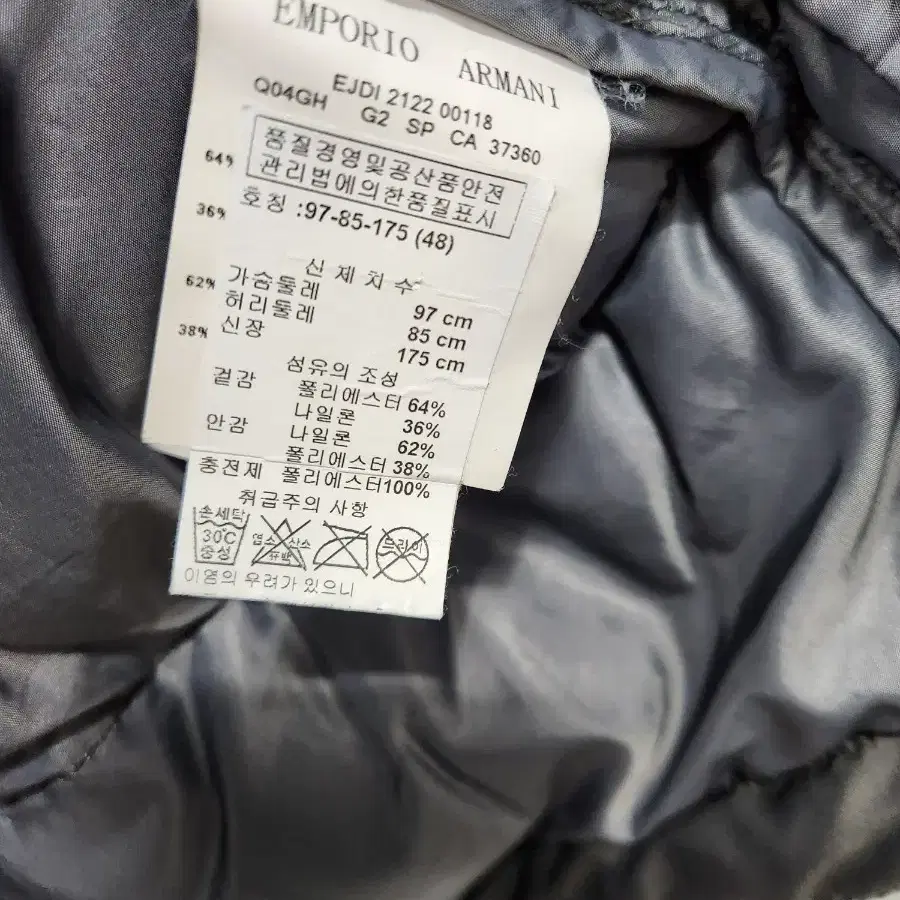 EMPORIO ARMANI
EJDI 2122 00118
Q04GH G2 SP CA 37360
품질경영및공산품안전
관리법에의한품질표시
호칭 :97-85-175 (48)
신 제 치 수
가슴둘레 97 cm
허리둘레 85 cm
신장 175 cm
섬유의 조성
겉감 폴리에스터 64%
나일론 36%
안감 나일론 62%
폴리에스터 38%
충전제 폴리에스터100%
취급주의 사항
손세탁
30℃
중성
염소 산소
표백
드라이
이염의 우려가 있으니
64%
36%
62%
38%